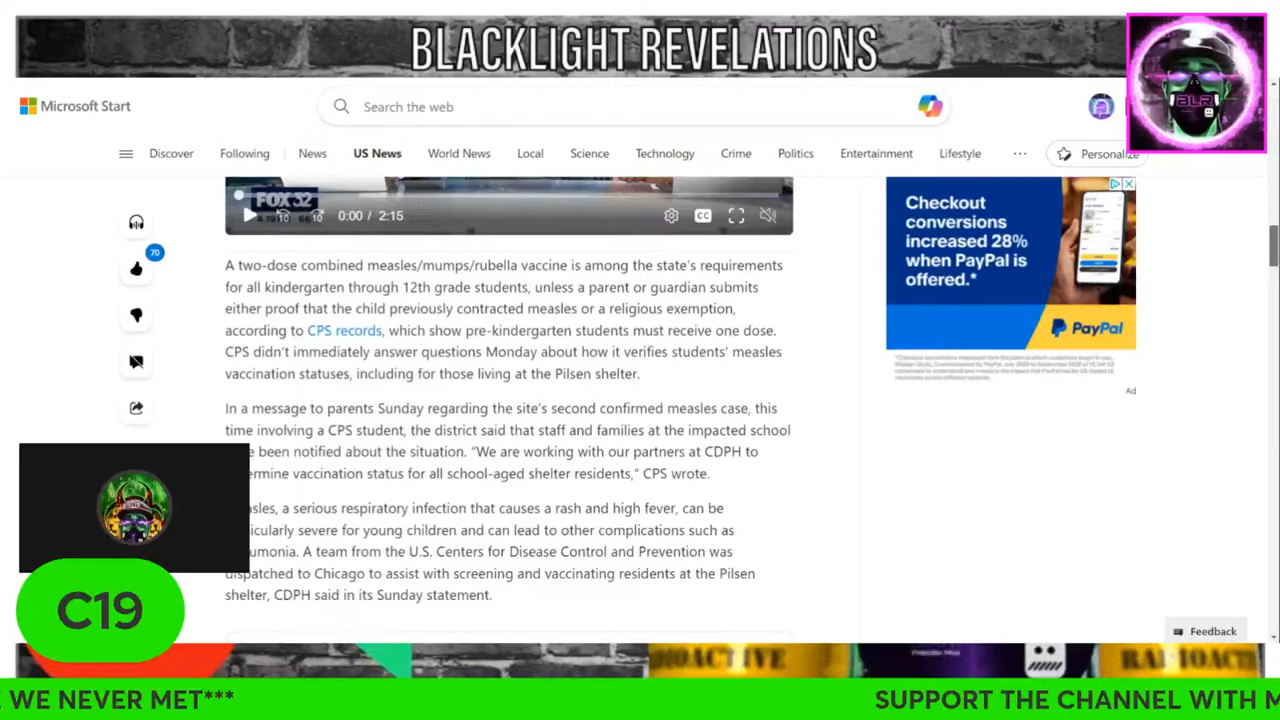 BLACKLIGHT REVELATIONS
BLR
Microsoft Start
Search the web
Discover
Following
News
US News
World News
Local
Science
Technology
Crime
Politics
Entertainment
Lifestyle
...
Personalize
FOX 32
10
10
0:00 / 2:15
CC
70
A two-dose combined measles/mumps/rubella vaccine is among the state's requirements
for all kindergarten through 12th grade students, unless a parent or guardian submits
either proof that the child previously contracted measles or a religious exemption,
according to CPS records, which show pre-kindergarten students must receive one dose.
CPS didn't immediately answer questions Monday about how it verifies students' measles
vaccination status, including for those living at the Pilsen shelter.
In a message to parents Sunday regarding the site's second confirmed measles case, this
time involving a CPS student, the district said that staff and families at the impacted school
e been notified about the situation. "We are working with our partners at CDPH to
ermine vaccination status for all school-aged shelter residents," CPS wrote.
asles, a serious respiratory infection that causes a rash and high fever, can be
icularly severe for young children and can lead to other complications such as
umonia. A team from the U.S. Centers for Disease Control and Prevention was
dispatched to Chicago to assist with screening and vaccinating residents at the Pilsen
shelter, CDPH said in its Sunday statement.
Checkout
conversions
increased 28%
when PayPal is
offered.*
PayPal
Ad
C19
Feedback
E WE NEVER MET***
SUPPORT THE CHANNEL WITH M